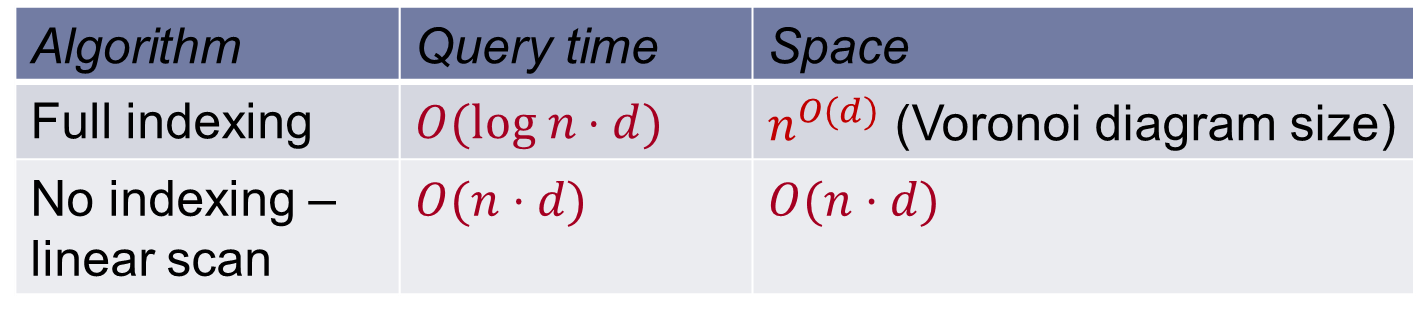 Algorithm Query time Space
Full indexing O(log n · d) n^{O(d)} (Voronoi diagram size)
No indexing – O(n · d) O(n · d)
linear scan